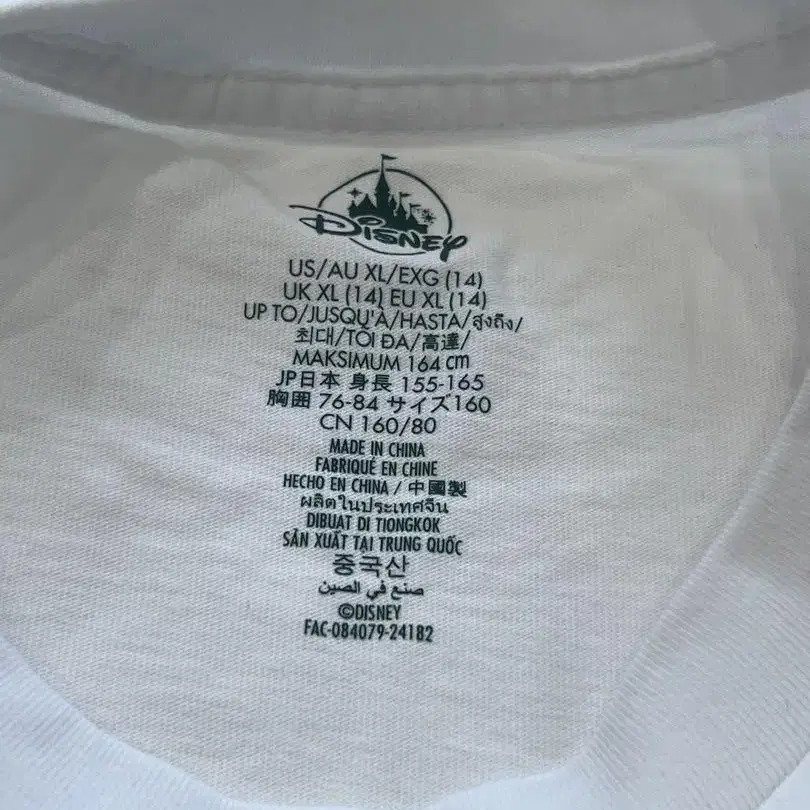 DISNEY
US/AU XL/EXG (14)
UK XL (14) EU XL (14)
UP TO/JUSQU'À/HASTA/สูงถึง/
최대/TỐI ĐA/高達/
MAKSIMUM 164 cm
JP日本 身長 155-165
胸囲 76-84 サイズ160
CN 160/80
MADE IN CHINA
FABRIQUÉ EN CHINE
HECHO EN CHINA / 中國製
ผลิตในประเทศจีน
DIBUAT DI TIONGKOK
SẢN XUẤT TẠI TRUNG QUỐC
중국산
صنع في الصين
©DISNEY
FAC-084079-24182